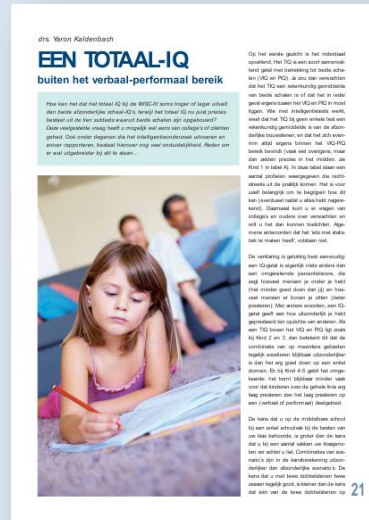 drs. Yaron Kaldenbach
EEN TOTAAL-IQ
buiten het verbaal-performaal bereik
Hoe kan het dat het totaal IQ bij de WISC-III soms hoger of lager uitvalt
dan beide afzonderlijke schaal-IQ's, terwijl het totaal IQ nu juist precies
bestaat uit de tien subtests waaruit beide schalen zijn opgebouwd?
Deze veelgestelde vraag heeft u mogelijk wel eens van collega's of cliënten
gehad. Ook onder degenen die het intelligentieonderzoek uitvoeren en
erover rapporteren, bestaat hierover nog veel onduidelijkheid. Reden om
er wat uitgebreider bij stil te staan...
Op het eerste gezicht is het inderdaad
opvallend. Het TIQ is een soort samenvat-
tend getal met betrekking tot beide scha-
len (VIQ en PIQ). Je zou dan verwachten
dat het TIQ een rekenkundig gemiddelde
van beide schalen is of dat het in ieder
geval ergens tussen het VIQ en PIQ in moet
liggen. Wie met intelligentietests werkt,
weet dat het TIQ bij geen enkele test een
rekenkundig gemiddelde is van de afzon-
derlijke bouwstenen, en dat het zich even-
min altijd ergens binnen het VIQ-PIQ
bereik bevindt (vaak wel overigens, maar
dan zelden precies in het midden, zie
Kind 1 in tabel A). In deze tabel staan een
aantal profielen weergegeven die recht-
streeks uit de praktijk komen. Het is voor
uzelf belangrijk om te begrijpen hoe dit
kan (eventueel nadat u alles hebt nagere-
kend). Daarnaast kunt u er vragen van
collega's en ouders over verwachten en
wilt u het dan kunnen toelichten. Alge-
mene antwoorden dat het 'iets met statis-
tiek te maken heeft', volstaan niet.
De verklaring is gelukkig best eenvoudig:
een IQ-getal is eigenlijk niets anders dan
een omgerekende percentielscore, die
zegt hoeveel mensen je onder je hebt
(het minder goed doen dan jij) en hoe-
veel mensen er boven je zitten (beter
presteren). Met andere woorden, een IQ-
getal geeft aan hoe uitzonderlijk je hebt
gepresteerd ten opzichte van anderen. Als
een TIQ boven het VIQ en PIQ ligt zoals
bij Kind 2 en 3, dan betekent dit dat de
combinatie van op meerdere gebieden
tegelijk excelleren blijkbaar uitzonderlijker
is dan het erg goed doen op een enkel
domein. En bij Kind 4-5 geldt het omge-
keerde: het komt blijkbaar minder vaak
voor dat kinderen over de gehele linie erg
laag presteren dan het laag presteren op
een (verbaal of performaal) deelgebied.
De kans dat u op de middelbare school
bij een enkel schoolvak bij de besten van
uw klas behoorde, is groter dan de kans
dat u bij een aantal vakken uw klasgeno-
ten ver achter u liet. Combinaties van sce-
nario's zijn in de kansberekening uitzon-
derlijker dan afzonderlijke scenario's. De
kans dat u met twee dobbelstenen twee
zessen tegelijk gooit, is kleiner dan de kans
dat één van de twee dobbelstenen op
21